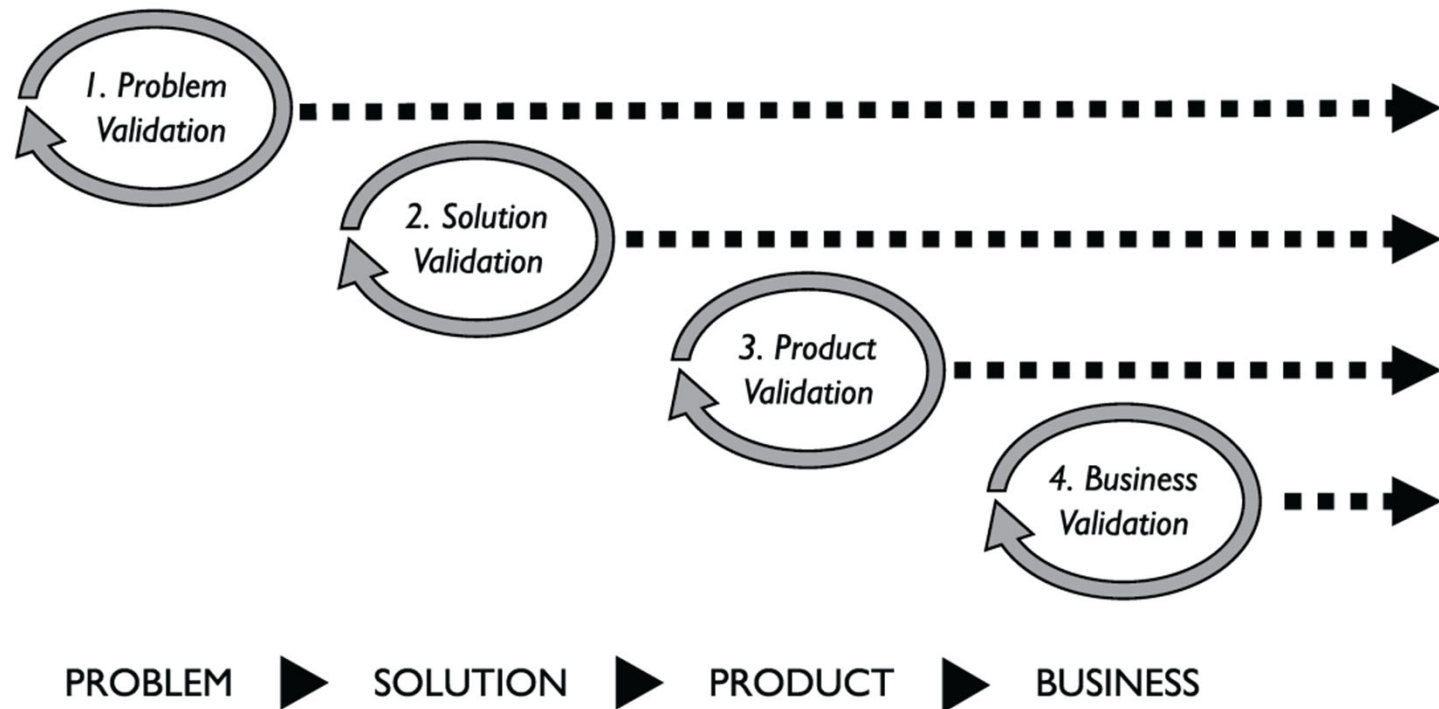 1. Problem
Validation
2. Solution
Validation
3. Product
Validation
4. Business
Validation
PROBLEM SOLUTION PRODUCT BUSINESS